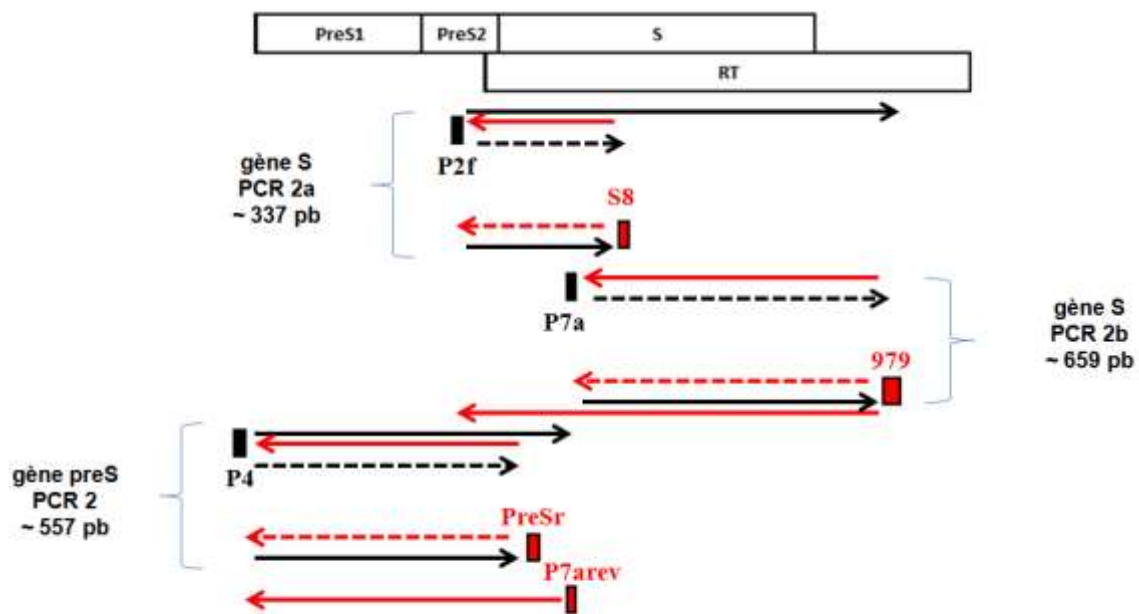 PreS1 PreS2 S
RT
P2f
gène S
PCR 2a
~ 337 pb
S8
P7a
gène S
PCR 2b
~ 659 pb
979
P4
gène preS
PCR 2
~ 557 pb
PreSr
P7arev